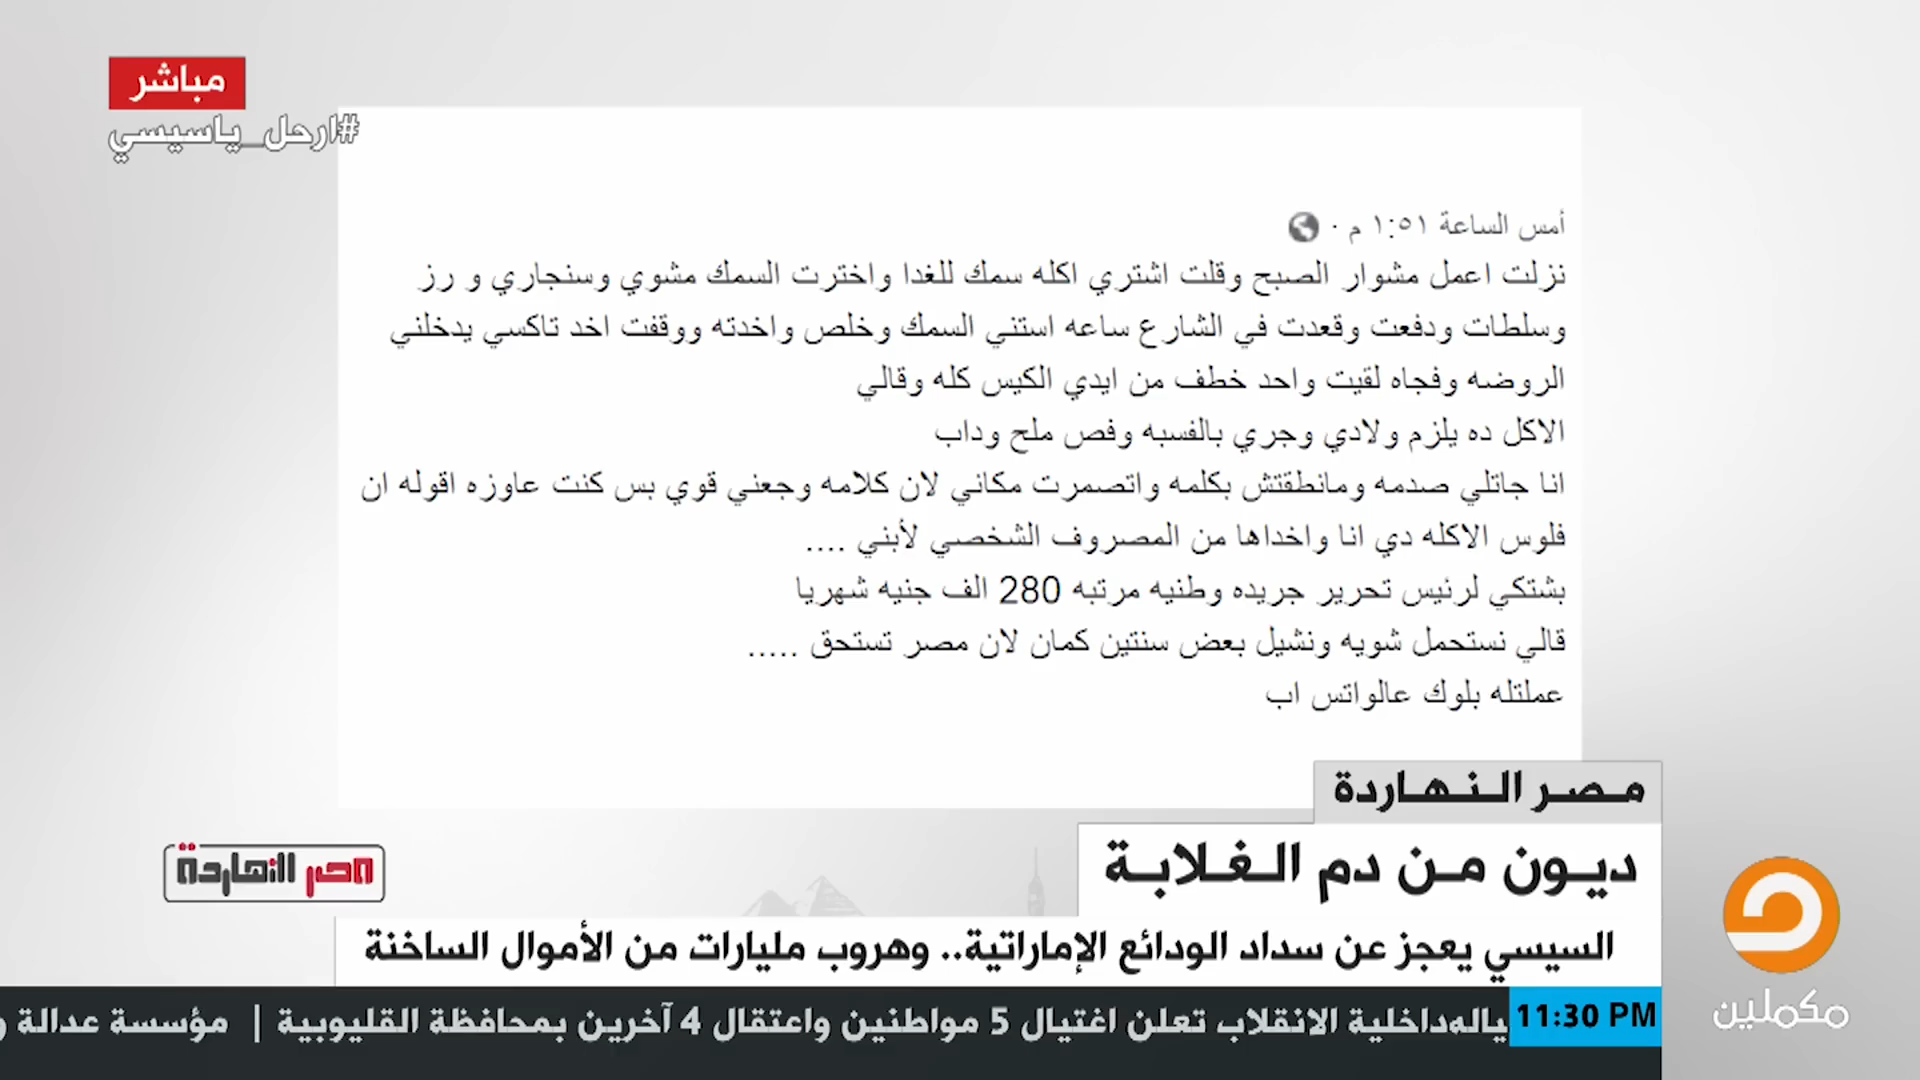 مباشر
#ارحل_ياسيسي
أمس الساعة ١:٥١ م ·
نزلت اعمل مشوار الصبح وقلت اشتري اكله سمك للغدا واخترت السمك مشوي وسنجاري و رز
وسلطات ودفعت وقعدت في الشارع ساعه استني السمك وخلص واخدته ووقفت اخد تاكسي يدخلني
الروضه وفجاه لقيت واحد خطف من ايدي الكيس كله وقالي
الاكل ده يلزم ولادي وجري بالفسبه وفص ملح وداب
انا جاتلي صدمه ومانطقتش بكلمه واتصمرت مكاني لان كلامه وجعني قوي بس كنت عاوزه اقوله ان
فلوس الاكله دي انا واخداها من المصروف الشخصي لأبني ....
بشتكي لرئيس تحرير جريده وطنيه مرتبه 280 الف جنيه شهريا
قالي نستحمل شويه ونشيل بعض سنتين كمان لان مصر تستحق .....
عملتله بلوك عالواتس اب
مصر النهاردة
ديون من دم الغلابة
مصر النهاردة
السيسي يعجز عن سداد الودائع الإماراتية.. وهروب مليارات من الأموال الساخنة
11:30 PM
داخلية الانقلاب تعلن اغتيال 5 مواطنين واعتقال 4 آخرين بمحافظة القليوبية | مؤسسة عدالة و
مكملين